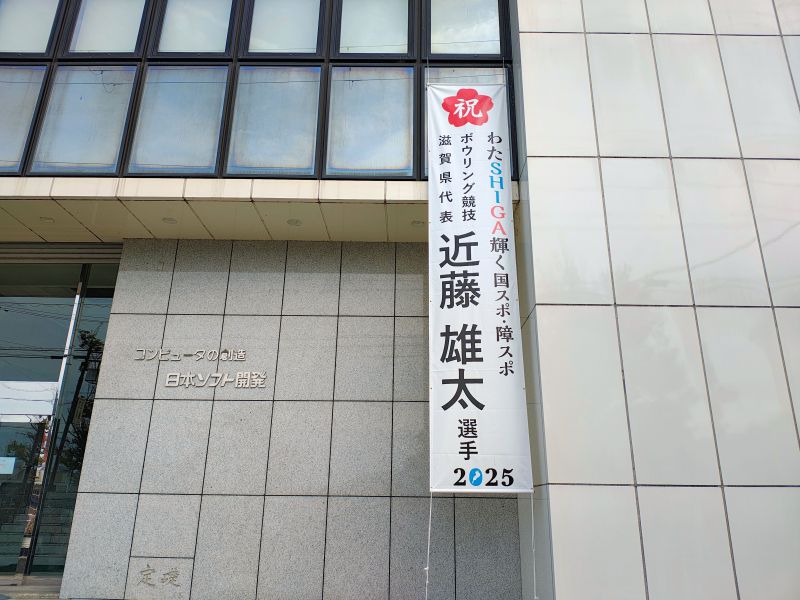 祝
わたSHIGA輝く国スポ・障スポ
ボウリング競技
滋賀県代表
近藤 雄太 選手
2025
コンピュータの創造
日本ソフト開発
定礎